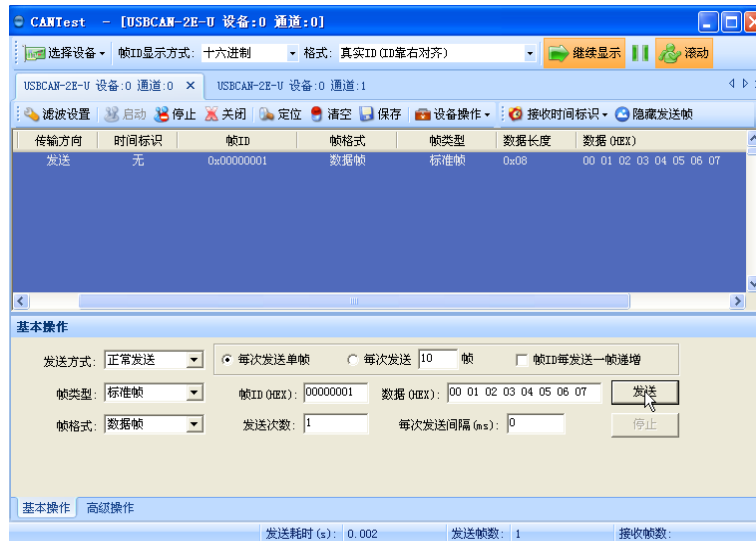 CANTest - [USBCAN-2E-U 设备:0 通道:0]
选择设备 帧ID显示方式: 十六进制 格式: 真实ID(ID靠右对齐) 继续显示 滚动
USBCAN-2E-U 设备:0 通道:0 × USBCAN-2E-U 设备:0 通道:1
滤波设置 启动 停止 关闭 定位 清空 保存 设备操作 接收时间标识 隐藏发送帧
传输方向 时间标识 帧ID 帧格式 帧类型 数据长度 数据(HEX)
发送 无 0x00000001 数据帧 标准帧 0x08 00 01 02 03 04 05 06 07
基本操作
发送方式: 正常发送 每次发送单帧 每次发送 10 帧 帧ID每发送一帧递增
帧类型: 标准帧 帧ID(HEX): 00000001 数据(HEX): 00 01 02 03 04 05 06 07 发送
帧格式: 数据帧 发送次数: 1 每次发送间隔(ms): 0 停止
基本操作 高级操作
发送耗时(s): 0.002 发送帧数: 1 接收帧数: